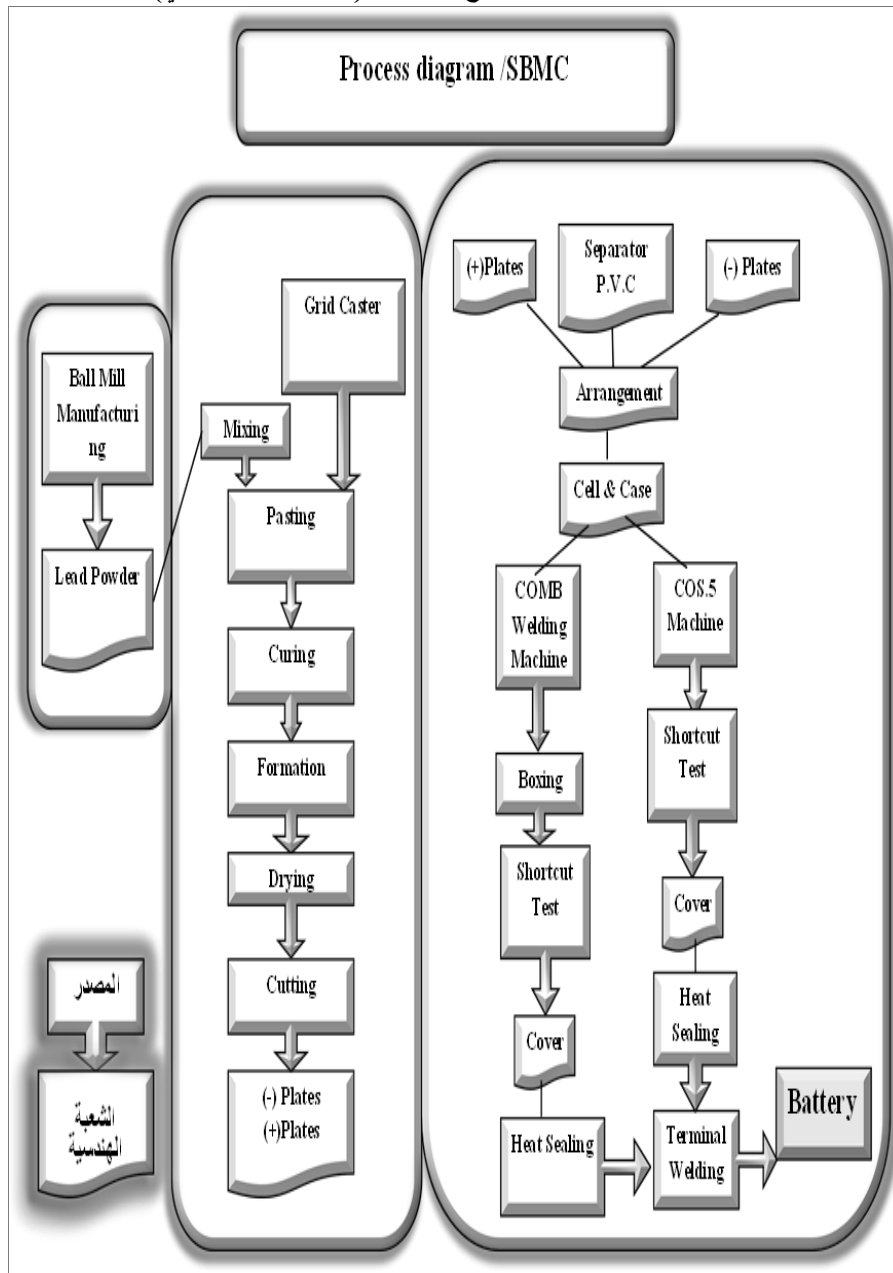 Process diagram /SBMC
Ball Mill
Manufacturi
ng
Lead Powder
Grid Caster
Mixing
Pasting
Curing
Formation
Drying
Cutting
(-) Plates
(+)Plates
(+)Plates
Separator
P.V.C
(-) Plates
Arrangement
Cell & Case
COMB
Welding
Machine
Boxing
Shortcut
Test
Cover
Heat Sealing
COS.5
Machine
Shortcut
Test
Cover
Heat
Sealing
Terminal
Welding
Battery
المصدر
الشعبة
الهندسية